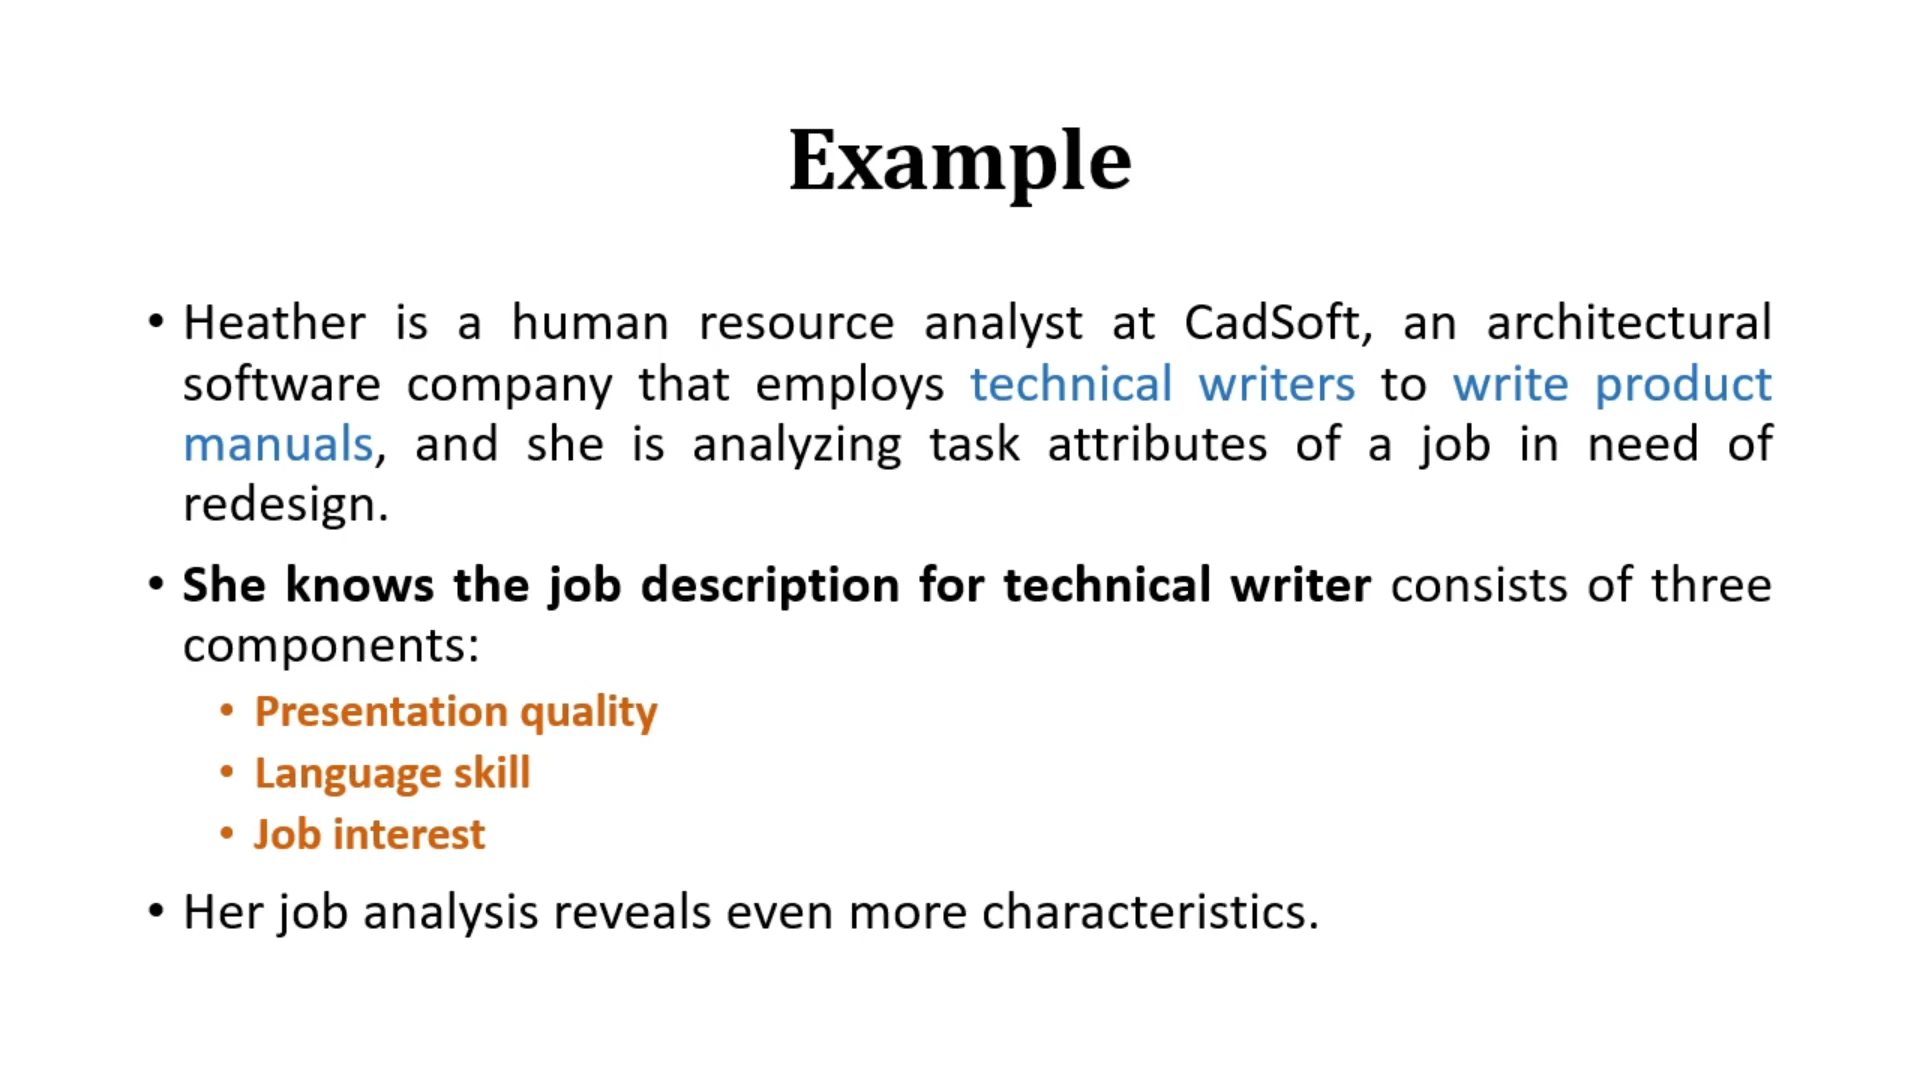 Example
• Heather is a human resource analyst at CadSoft, an architectural
software company that employs technical writers to write product
manuals, and she is analyzing task attributes of a job in need of
redesign.
• She knows the job description for technical writer consists of three
components:
• Presentation quality
• Language skill
• Job interest
• Her job analysis reveals even more characteristics.